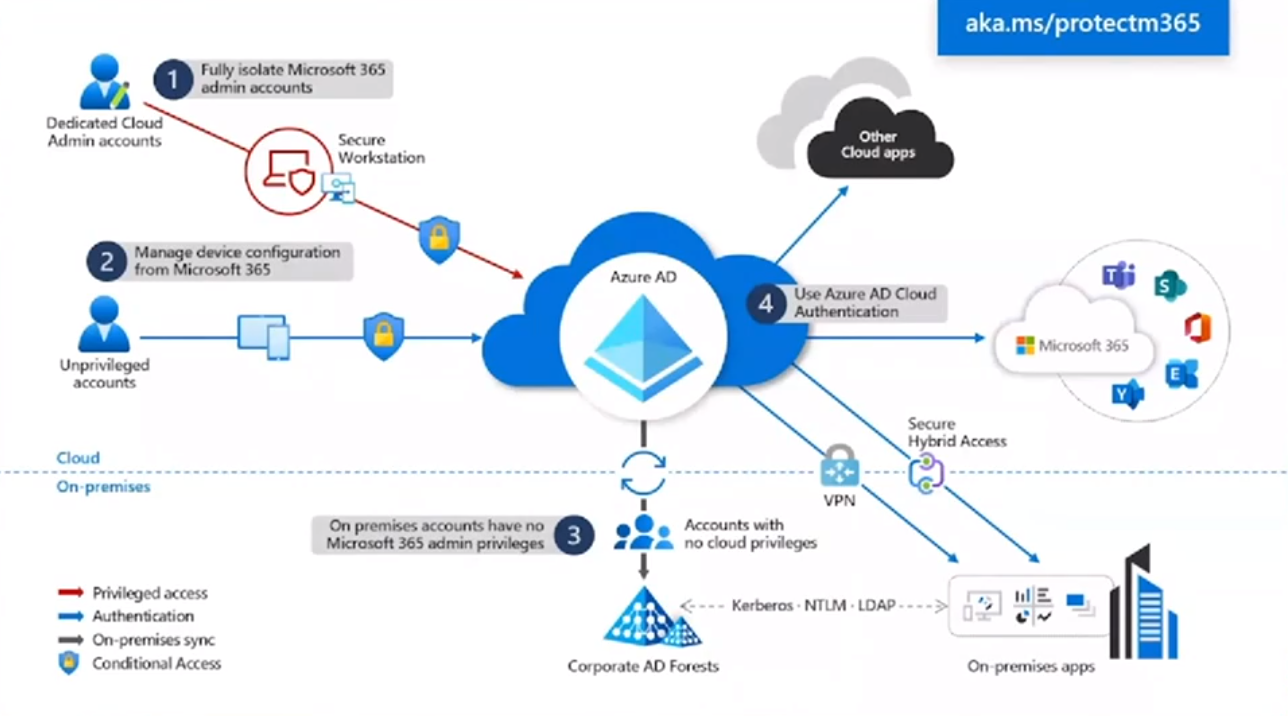 aka.ms/protectm365
1
Fully isolate Microsoft 365
admin accounts
Dedicated Cloud
Admin accounts
Secure
Workstation
Other
Cloud apps
2
Manage device configuration
from Microsoft 365
Unprivileged
accounts
Azure AD
4
Use Azure AD Cloud
Authentication
Microsoft 365
T
S
E
Y
Secure
Hybrid Access
VPN
Cloud
On-premises
On premises accounts have no
Microsoft 365 admin privileges
3
Accounts with
no cloud privileges
Privileged access
Authentication
On-premises sync
Conditional Access
Kerberos · NTLM · LDAP
Corporate AD Forests
On-premises apps